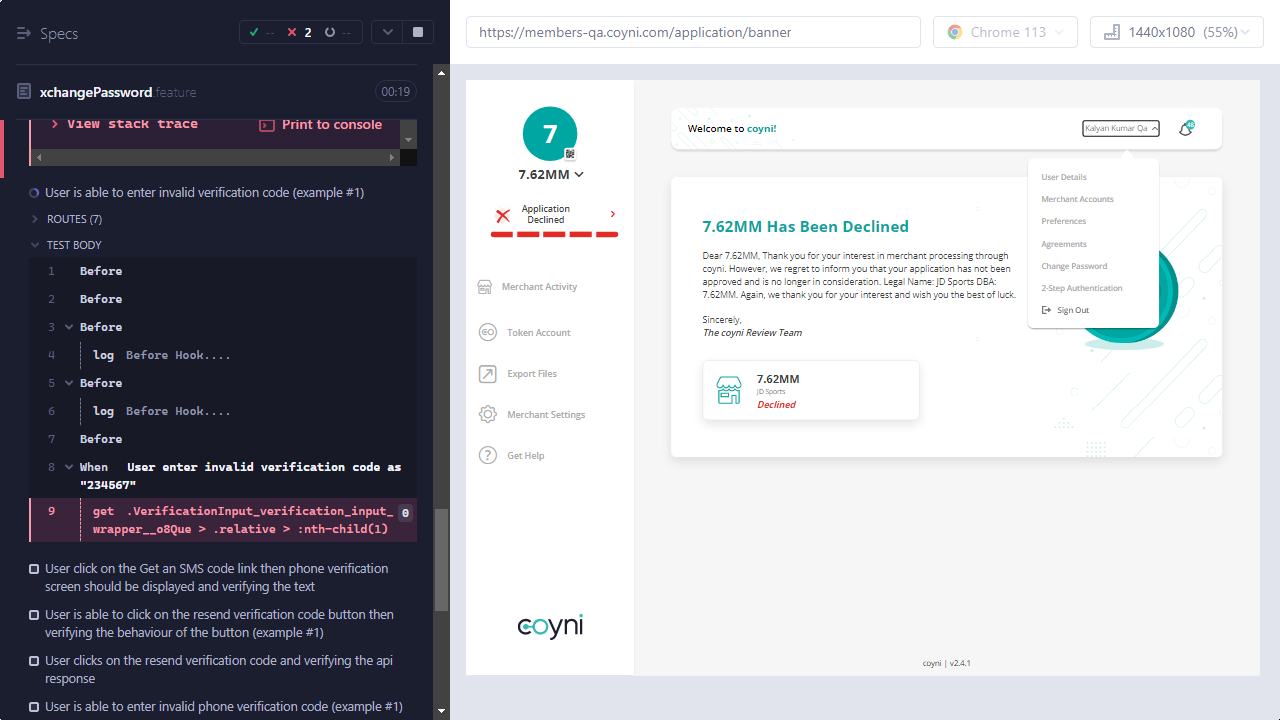 Specs
--
2
--
xchangePassword.feature
00:19
View stack trace
Print to console
User is able to enter invalid verification code (example #1)
ROUTES (7)
TEST BODY
1 Before
2 Before
3 Before
4 log Before Hook....
5 Before
6 log Before Hook....
7 Before
8 When User enter invalid verification code as
"234567"
9 get .VerificationInput_verification_input_
wrapper__o8Que > .relative > :nth-child(1)
0
User click on the Get an SMS code link then phone verification
screen should be displayed and verifying the text
User is able to click on the resend verification code button then
verifying the behaviour of the button (example #1)
User clicks on the resend verification code and verifying the api
response
User is able to enter invalid phone verification code (example #1)
https://members-qa.coyni.com/application/banner
Chrome 113
1440x1080 (55%)
7
7.62MM
Application
Declined
Merchant Activity
Token Account
Export Files
Merchant Settings
Get Help
coyni
Welcome to coyni!
Kalyan Kumar Qa
User Details
Merchant Accounts
Preferences
Agreements
Change Password
2-Step Authentication
Sign Out
7.62MM Has Been Declined
Dear 7.62MM, Thank you for your interest in merchant processing through
coyni. However, we regret to inform you that your application has not been
approved and is no longer in consideration. Legal Name: JD Sports DBA:
7.62MM. Again, we thank you for your interest and wish you the best of luck.
Sincerely,
The coyni Review Team
7.62MM
JD Sports
Declined
coyni | v2.4.1